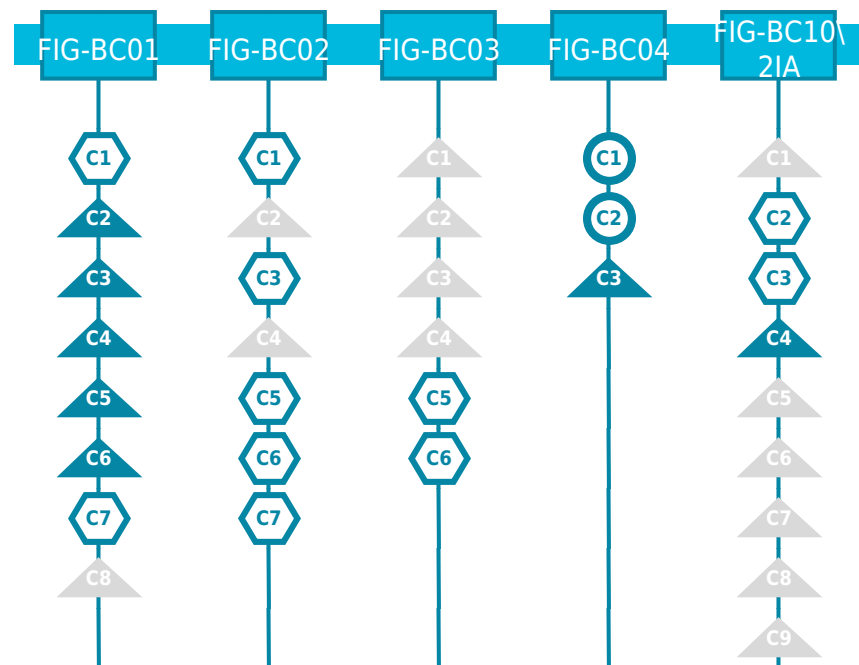 FIG-BC01 FIG-BC02 FIG-BC03 FIG-BC04 FIG-BC10\
2IA
C1 C1 C1 C1 C1
C2 C2 C2 C2 C2
C3 C3 C3 C3 C3
C4 C4 C4 C4
C5 C5 C5 C5
C6 C6 C6 C6
C7 C7 C7
C8 C8
C9